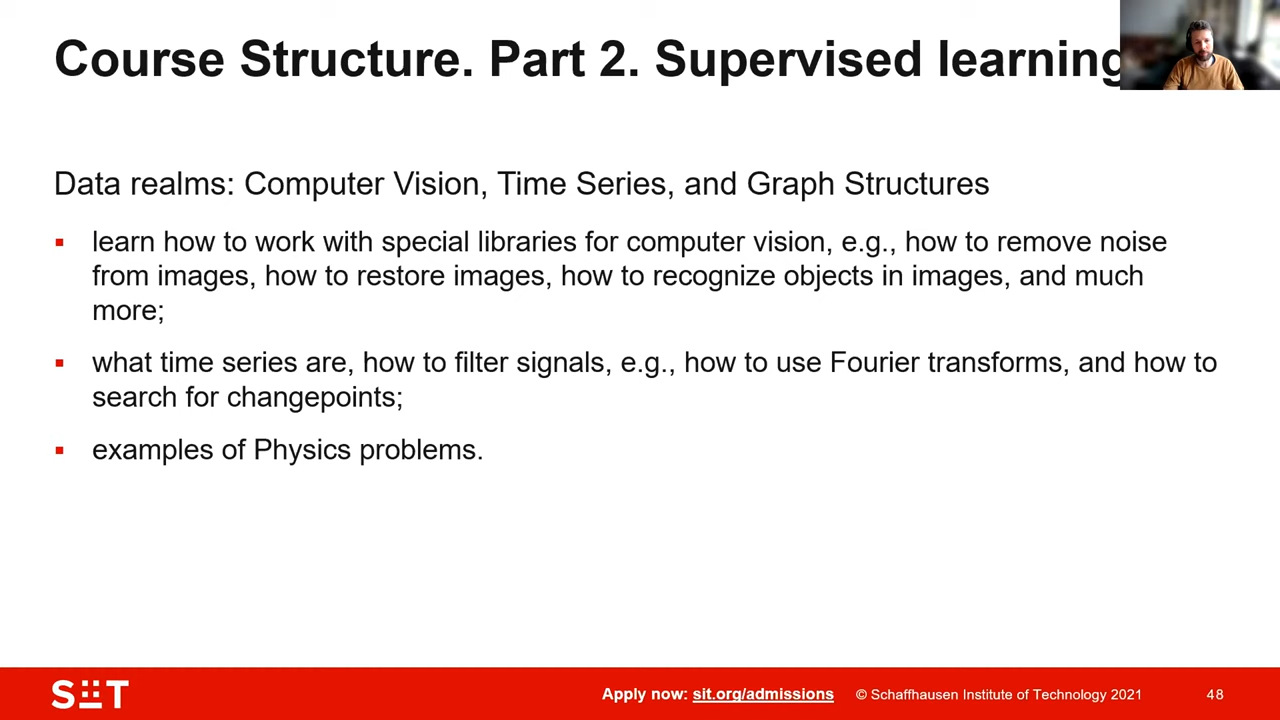 Course Structure. Part 2. Supervised learning
Data realms: Computer Vision, Time Series, and Graph Structures
▪ learn how to work with special libraries for computer vision, e.g., how to remove noise
from images, how to restore images, how to recognize objects in images, and much
more;
▪ what time series are, how to filter signals, e.g., how to use Fourier transforms, and how to
search for changepoints;
▪ examples of Physics problems.
SIT Apply now: sit.org/admissions © Schaffhausen Institute of Technology 2021 48